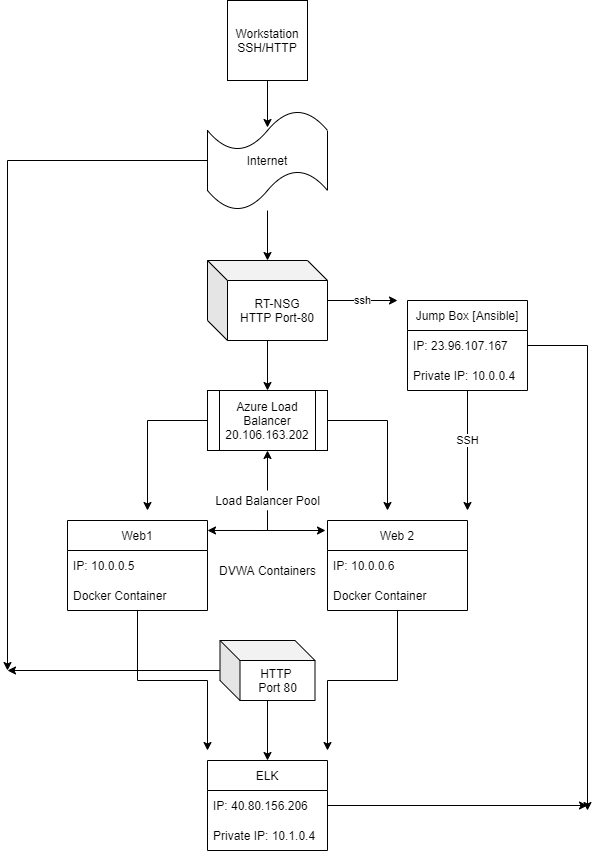 Workstation
SSH/HTTP
Internet
RT-NSG
HTTP Port-80
ssh
Jump Box [Ansible]
IP: 23.96.107.167
Private IP: 10.0.0.4
Azure Load
Balancer
20.106.163.202
SSH
Load Balancer Pool
Web1
IP: 10.0.0.5
Docker Container
DVWA Containers
Web 2
IP: 10.0.0.6
Docker Container
HTTP
Port 80
ELK
IP: 40.80.156.206
Private IP: 10.1.0.4